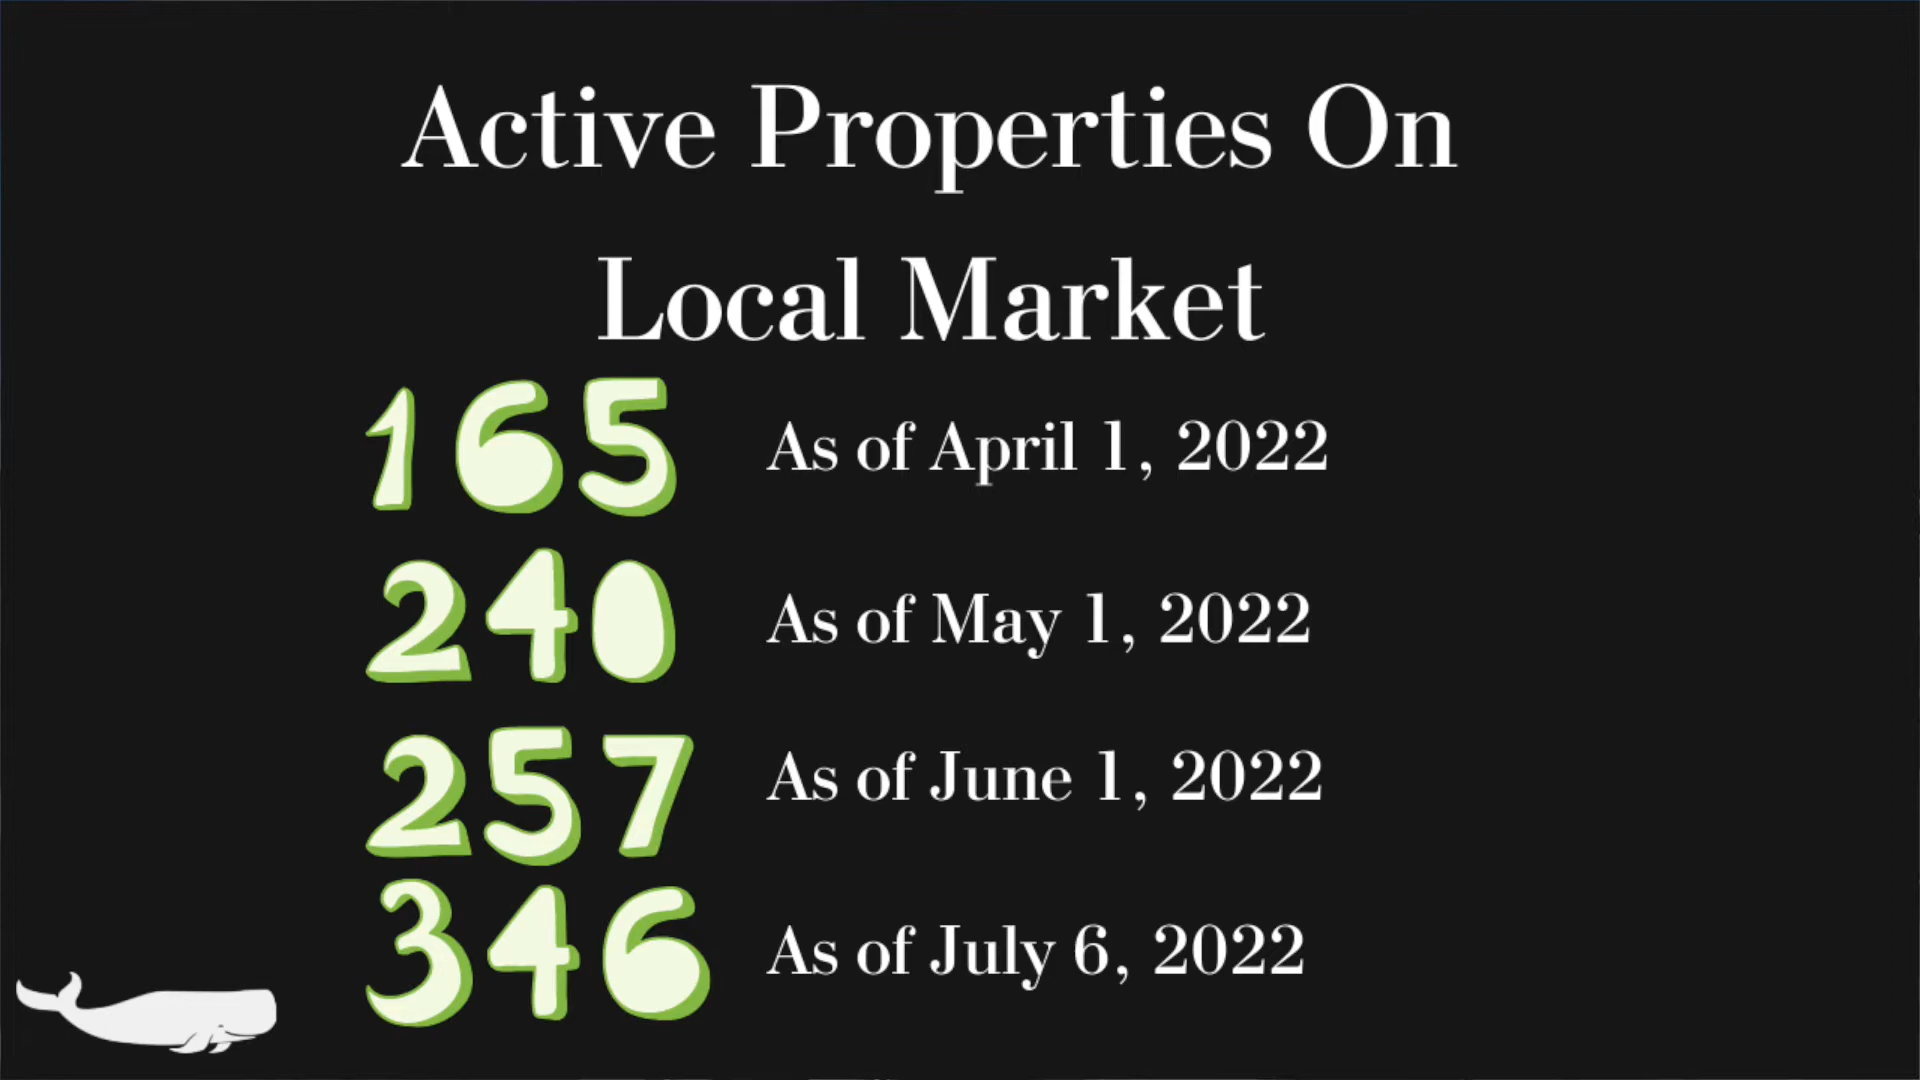 Active Properties On
Local Market
165 As of April 1, 2022
240 As of May 1, 2022
257 As of June 1, 2022
346 As of July 6, 2022